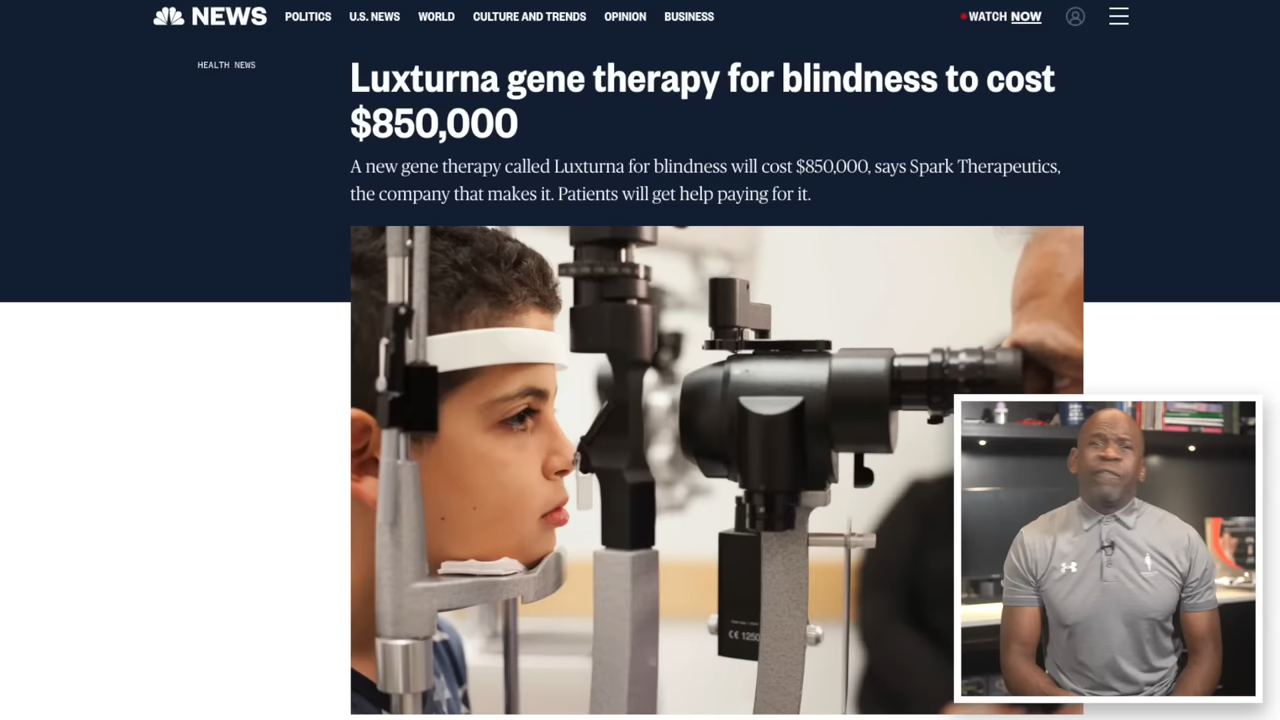 NEWS
POLITICS
U.S. NEWS
WORLD
CULTURE AND TRENDS
OPINION
BUSINESS
WATCH NOW
HEALTH NEWS
Luxturna gene therapy for blindness to cost
$850,000
A new gene therapy called Luxturna for blindness will cost $850,000, says Spark Therapeutics,
the company that makes it. Patients will get help paying for it.
CE 1250